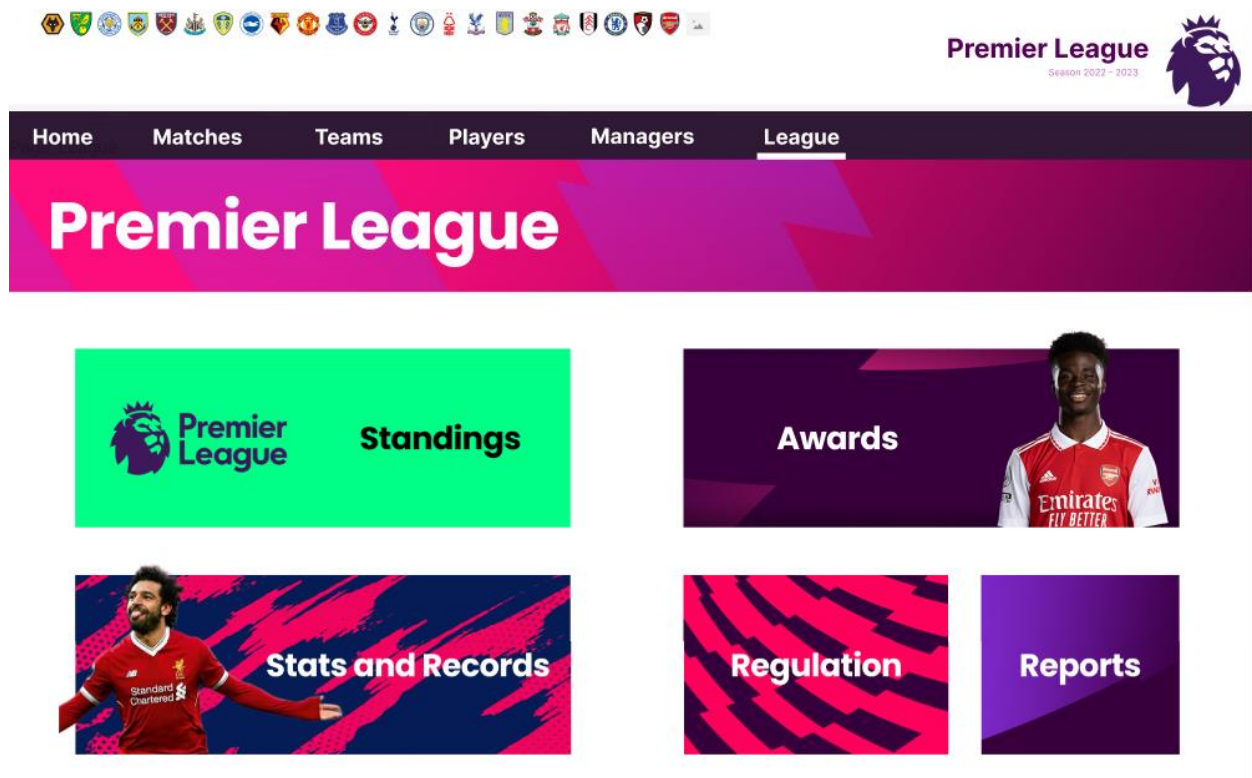 Premier League
Season 2022 - 2023
Home Matches Teams Players Managers League
Premier League
Premier
League
Standings
Awards
Emirates
FLY BETTER
Stats and Records
Standard
Chartered
Regulation
Reports